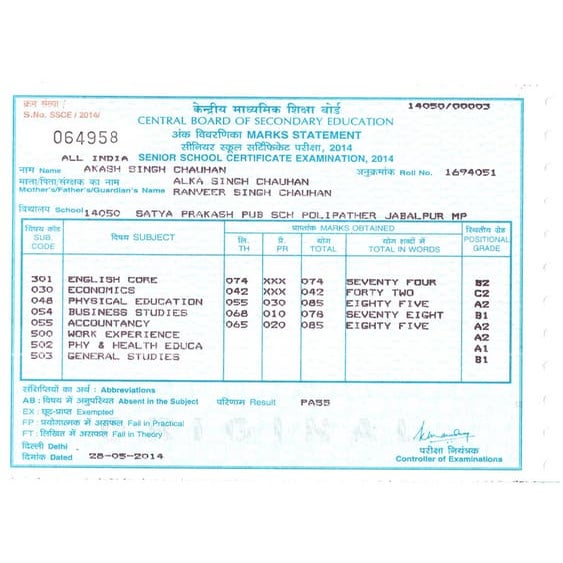 क्रम संख्या :
S.No. SSCE / 2014/
064958
14050/00003
केन्द्रीय माध्यमिक शिक्षा बोर्ड
CENTRAL BOARD OF SECONDARY EDUCATION
अंक विवरणिका MARKS STATEMENT
सीनियर स्कूल सर्टिफिकेट परीक्षा, 2014
ALL INDIA SENIOR SCHOOL CERTIFICATE EXAMINATION, 2014
नाम Name AKASH SINGH CHAUHAN अनुक्रमांक Roll No. 1694051
माता/पिता/संरक्षक का नाम ALKA SINGH CHAUHAN
Mother's/Father's/Guardian's Name RANVEER SINGH CHAUHAN
विद्यालय School 14050 SATYA PRAKASH PUB SCH POLIPATHER JABALPUR MP
विषय कोड SUB. CODE विषय SUBJECT प्राप्तांक MARKS OBTAINED स्थितीय ग्रेड POSITIONAL GRADE
लि. TH प्रै. PR योग TOTAL योग शब्दों में TOTAL IN WORDS
301 ENGLISH CORE 074 XXX 074 SEVENTY FOUR B2
030 ECONOMICS 042 XXX 042 FORTY TWO C2
048 PHYSICAL EDUCATION 055 030 085 EIGHTY FIVE A2
054 BUSINESS STUDIES 068 010 078 SEVENTY EIGHT B1
055 ACCOUNTANCY 065 020 085 EIGHTY FIVE A2
500 WORK EXPERIENCE A2
502 PHY & HEALTH EDUCA A1
503 GENERAL STUDIES B1
संक्षिप्तियों का अर्थ : Abbreviations
AB : विषय में अनुपस्थित Absent in the Subject परिणाम Result PASS
EX : छूट-प्राप्त Exempted
FP : प्रयोगात्मक में असफल Fail in Practical
FT : लिखित में असफल Fail in Theory
दिल्ली Delhi
दिनांक Dated 28-05-2014
परीक्षा नियंत्रक
Controller of Examinations